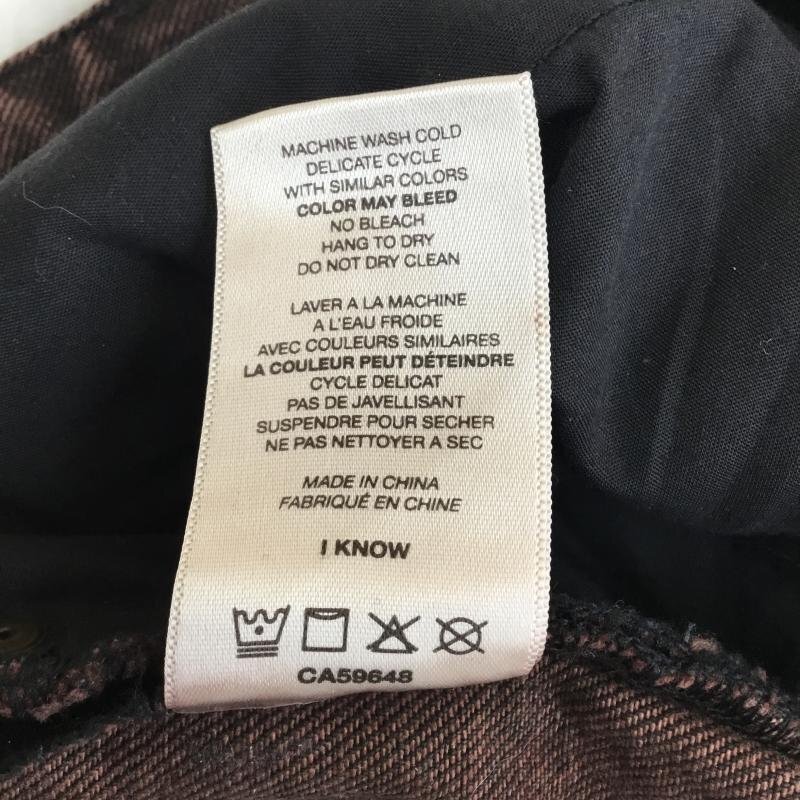 MACHINE WASH COLD
DELICATE CYCLE
WITH SIMILAR COLORS
COLOR MAY BLEED
NO BLEACH
HANG TO DRY
DO NOT DRY CLEAN
LAVER A LA MACHINE
A L'EAU FROIDE
AVEC COULEURS SIMILAIRES
LA COULEUR PEUT DÉTEINDRE
CYCLE DELICAT
PAS DE JAVELLISANT
SUSPENDRE POUR SECHER
NE PAS NETTOYER A SEC
MADE IN CHINA
FABRIQUÉ EN CHINE
I KNOW
CA59648